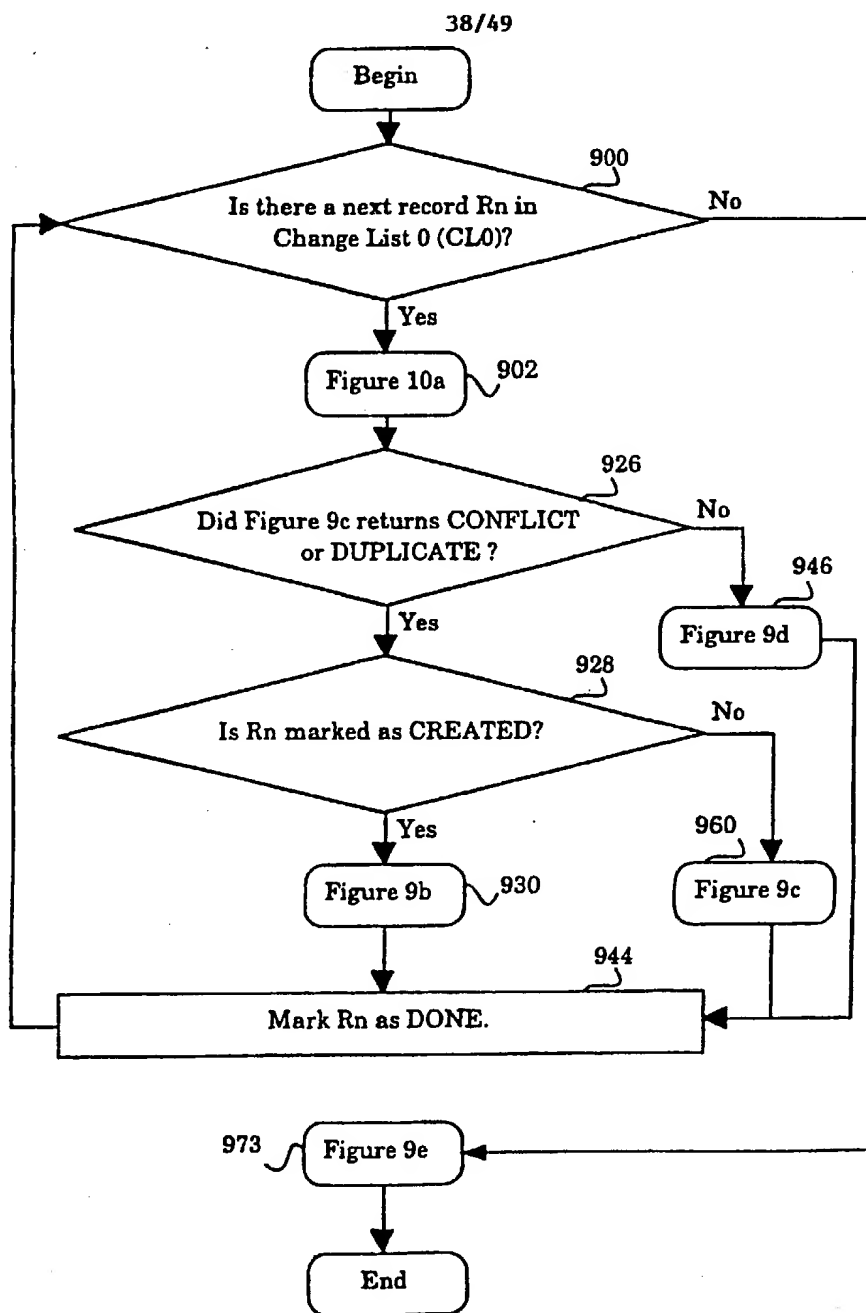 38/49
Begin
900
Is there a next record Rn in
Change List 0 (CL0)?
No
Yes
Figure 10a
902
926
Did Figure 9c returns CONFLICT
or DUPLICATE ?
No
946
Figure 9d
Yes
928
Is Rn marked as CREATED?
No
Yes
960
Figure 9b
930
Figure 9c
944
Mark Rn as DONE.
973
Figure 9e
End